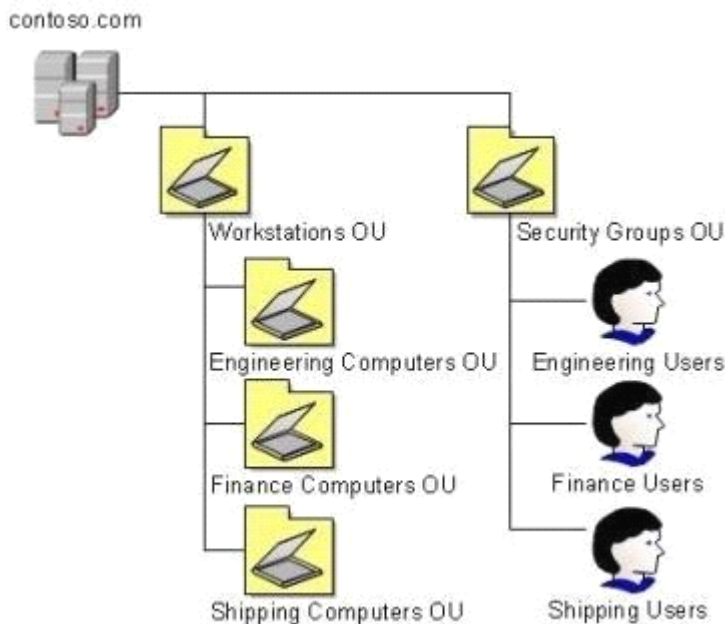 contoso.com
Workstations OU
Security Groups OU
Engineering Computers OU
Engineering Users
Finance Computers OU
Finance Users
Shipping Computers OU
Shipping Users